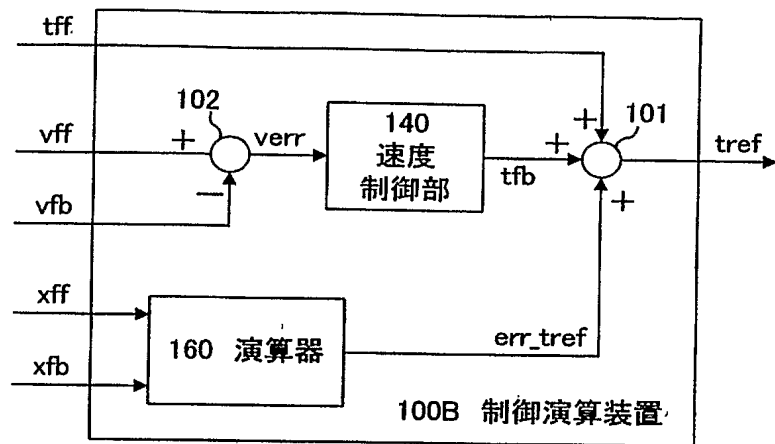 tff
102
vff
+
verr
−
vfb
140
速度
制御部
tfb
+
+
+
101
tref
xff
xfb
160 演算器
err_tref
100B 制御演算装置